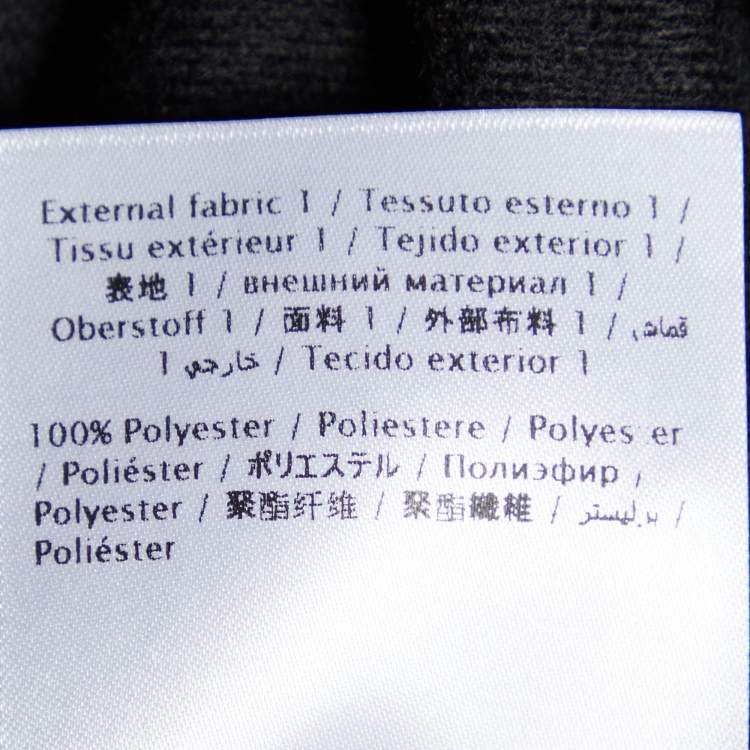 External fabric 1 / Tessuto esterno 1 /
Tissu extérieur 1 / Tejido exterior 1 /
表地 1 / внешний материал 1 /
Oberstoff 1 / 面料 1 / 外部布料 1 / قماش
خارجي 1 / Tecido exterior 1
100% Polyester / Poliestere / Polyes er
/ Poliéster / ポリエステル / Полиэфир /
Polyester / 聚酯纤维 / 聚酯纖維 / برليستر /
Poliéster